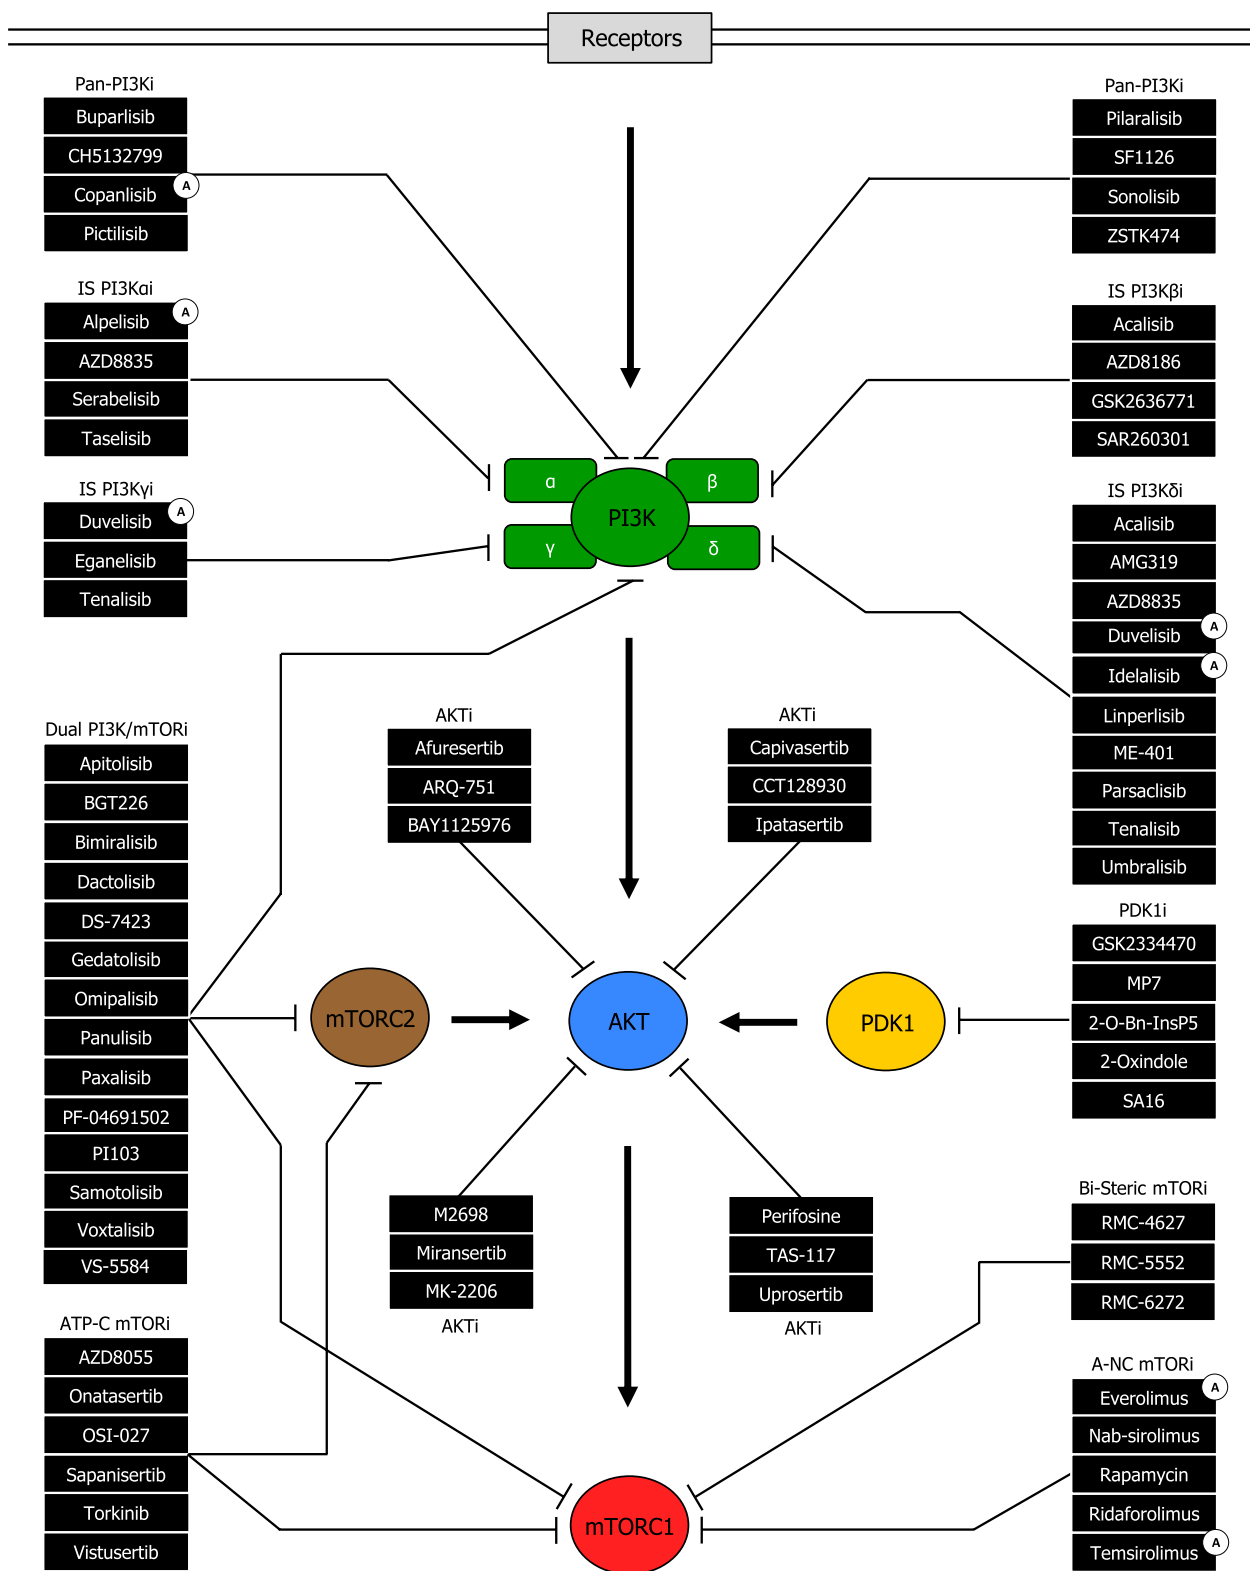 Receptors
Pan-PI3Ki
Buparlisib
CH5132799
Copanlisib
A
Pictilisib
Pan-PI3Ki
Pilaralisib
SF1126
Sonolisib
ZSTK474
IS PI3Kαi
Alpelisib
A
AZD8835
Serabelisib
Taselisib
IS PI3Kβi
Acalisib
AZD8186
GSK2636771
SAR260301
IS PI3Kγi
Duvelisib
A
Eganelisib
Tenalisib
α
β
PI3K
γ
δ
IS PI3Kδi
Acalisib
AMG319
AZD8835
Duvelisib
A
Idelalisib
A
Linperlisib
ME-401
Parsaclisib
Tenalisib
Umbralisib
Dual PI3K/mTORi
Apitolisib
BGT226
Bimiralisib
Dactolisib
DS-7423
Gedatolisib
Omipalisib
Panulisib
Paxalisib
PF-04691502
PI103
Samotolisib
Voxtalisib
VS-5584
AKTi
Afuresertib
ARQ-751
BAY1125976
AKTi
Capivasertib
CCT128930
Ipatasertib
mTORC2
AKT
PDK1
PDK1i
GSK2334470
MP7
2-O-Bn-InsP5
2-Oxindole
SA16
M2698
Miransertib
MK-2206
AKTi
Perifosine
TAS-117
Uprosertib
AKTi
Bi-Steric mTORi
RMC-4627
RMC-5552
RMC-6272
ATP-C mTORi
AZD8055
Onatasertib
OSI-027
Sapanisertib
Torkinib
Vistusertib
mTORC1
A-NC mTORi
Everolimus
A
Nab-sirolimus
Rapamycin
Ridaforolimus
Temsirolimus
A